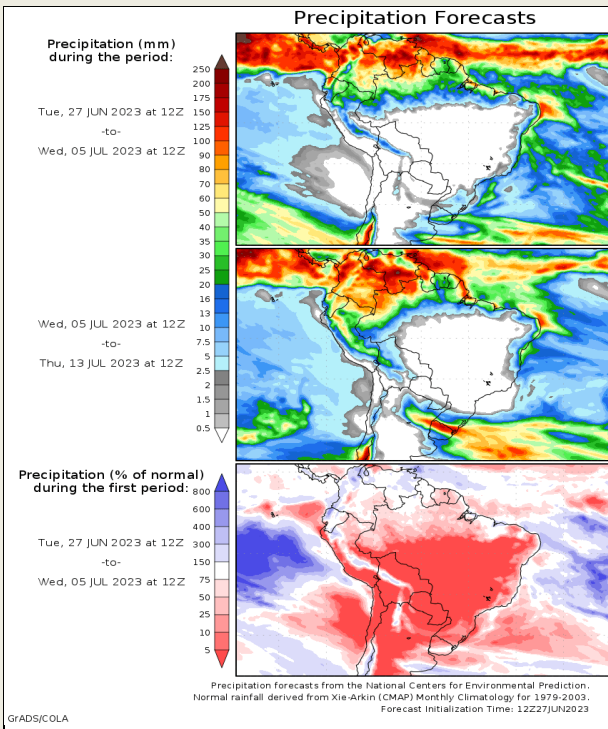 Precipitation Forecasts
Precipitation (mm)
during the period:
Tue, 27 JUN 2023 at 12Z
-to-
Wed, 05 JUL 2023 at 12Z
250
200
175
150
125
100
90
80
70
60
50
40
35
30
25
20
16
13
10
7.5
5
2.5
2
1.5
1
0.5
Wed, 05 JUL 2023 at 12Z
-to-
Thu, 13 JUL 2023 at 12Z
Precipitation (% of normal)
during the first period:
Tue, 27 JUN 2023 at 12Z
-to-
Wed, 05 JUL 2023 at 12Z
800
600
400
300
150
75
50
25
10
5
Precipitation forecasts from the National Centers for Environmental Prediction.
Normal rainfall derived from Xie-Arkin (CMAP) Monthly Climatology for 1979-2003.
Forecast Initialization Time: 12Z27JUN2023
GrADS/COLA